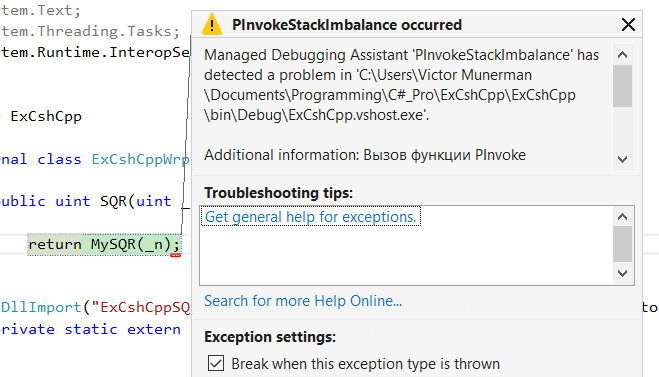 tem.Text;
tem.Threading.Tasks;
tem.Runtime.InteropSe
ExCshCpp
nal class ExCshCppWrp
ublic uint SQR(uint _
return MySQR(_n);
DllImport("ExCshCppSQ
rivate static extern
to
PInvokeStackImbalance occurred
Managed Debugging Assistant 'PInvokeStackImbalance' has
detected a problem in 'C:\Users\Victor Munerman
\Documents\Programming\C#_Pro\ExCshCpp\ExCshCpp
\bin\Debug\ExCshCpp.vshost.exe'.
Additional information: Вызов функции PInvoke
Troubleshooting tips:
Get general help for exceptions.
Search for more Help Online...
Exception settings:
Break when this exception type is thrown